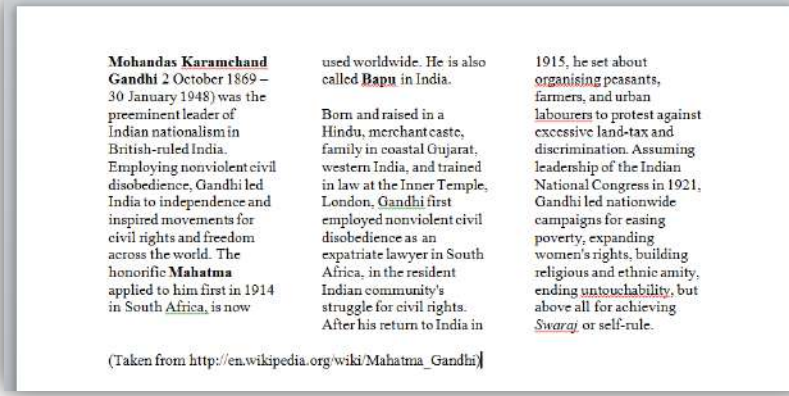 Mohandas Karamchand
Gandhi 2 October 1869 –
30 January 1948) was the
preeminent leader of
Indian nationalism in
British-ruled India.
Employing nonviolent civil
disobedience, Gandhi led
India to independence and
inspired movements for
civil rights and freedom
across the world. The
honorific Mahatma
applied to him first in 1914
in South Africa, is now
used worldwide. He is also
called Bapu in India.
Born and raised in a
Hindu, merchant caste,
family in coastal Gujarat,
western India, and trained
in law at the Inner Temple,
London, Gandhi first
employed nonviolent civil
disobedience as an
expatriate lawyer in South
Africa, in the resident
Indian community's
struggle for civil rights.
After his return to India in
1915, he set about
organising peasants,
farmers, and urban
labourers to protest against
excessive land-tax and
discrimination. Assuming
leadership of the Indian
National Congress in 1921,
Gandhi led nationwide
campaigns for easing
poverty, expanding
women's rights, building
religious and ethnic amity,
ending untouchability, but
above all for achieving
Swaraj or self-rule.
(Taken from http://en.wikipedia.org/wiki/Mahatma_Gandhi)